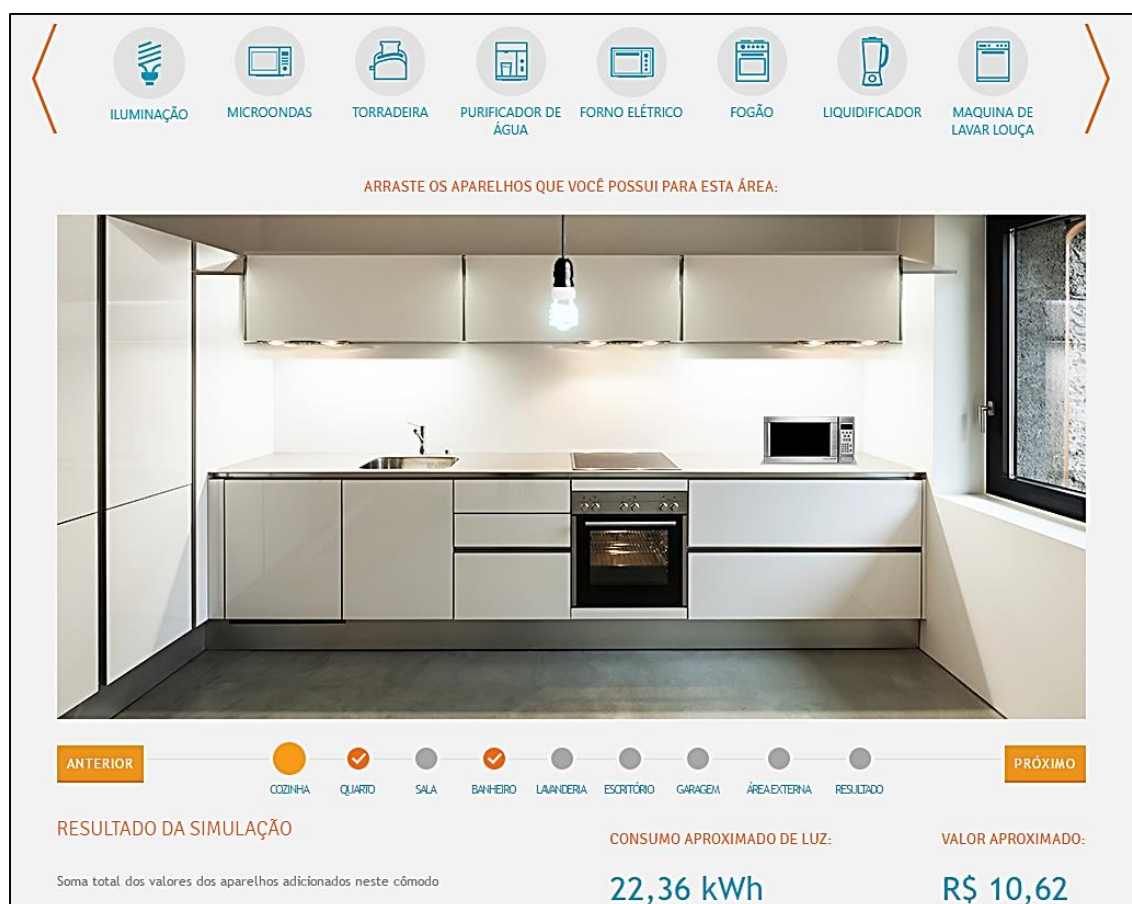 ILUMINAÇÃO
MICROONDAS
TORRADEIRA
PURIFICADOR DE
ÁGUA
FORNO ELÉTRICO
FOGÃO
LIQUIDIFICADOR
MAQUINA DE
LAVAR LOUÇA
ARRASTE OS APARELHOS QUE VOCÊ POSSUI PARA ESTA ÁREA:
ANTERIOR
COZINHA
QUARTO
SALA
BANHEIRO
LAVANDERIA
ESCRITÓRIO
GARAGEM
ÁREA EXTERNA
RESULTADO
PRÓXIMO
RESULTADO DA SIMULAÇÃO
CONSUMO APROXIMADO DE LUZ:
VALOR APROXIMADO:
Soma total dos valores dos aparelhos adicionados neste cômodo
22,36 kWh
R$ 10,62